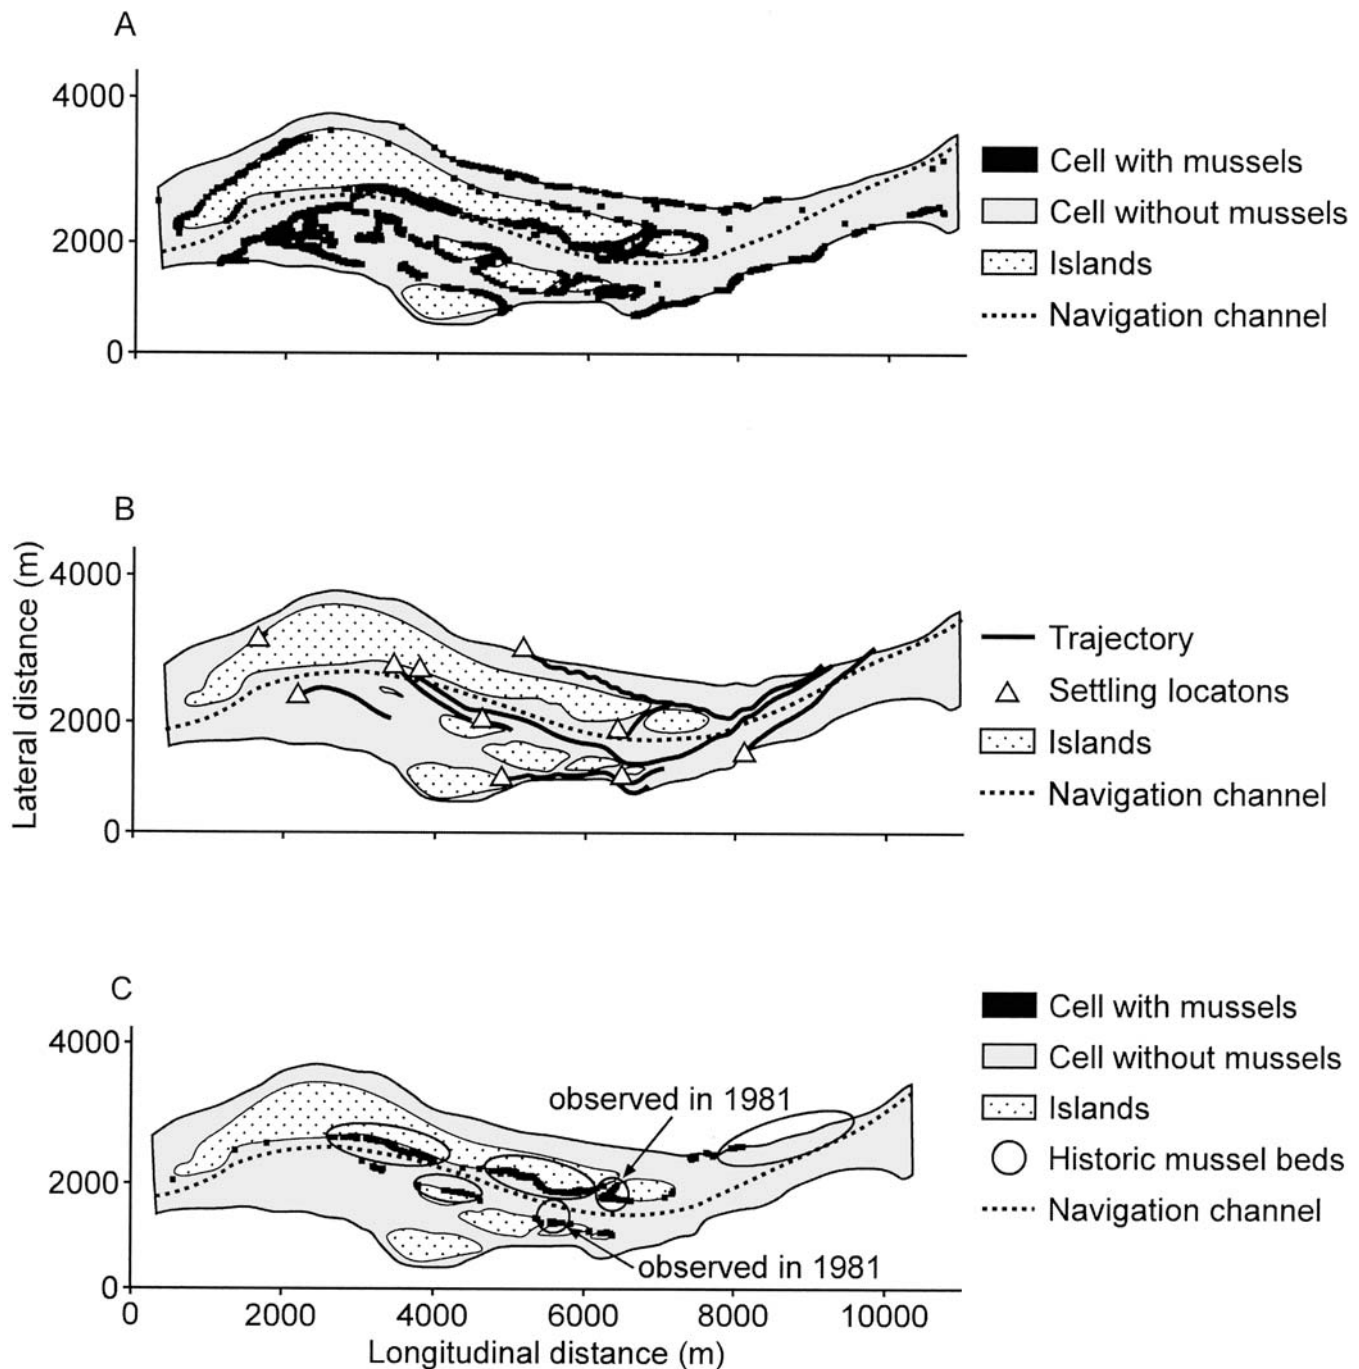 A
4000
2000
0
Cell with mussels
Cell without mussels
Islands
Navigation channel
B
Lateral distance (m)
4000
2000
0
Trajectory
Settling locatons
Islands
Navigation channel
C
4000
2000
0
observed in 1981
observed in 1981
Cell with mussels
Cell without mussels
Islands
Historic mussel beds
Navigation channel
0 2000 4000 6000 8000 10000
Longitudinal distance (m)